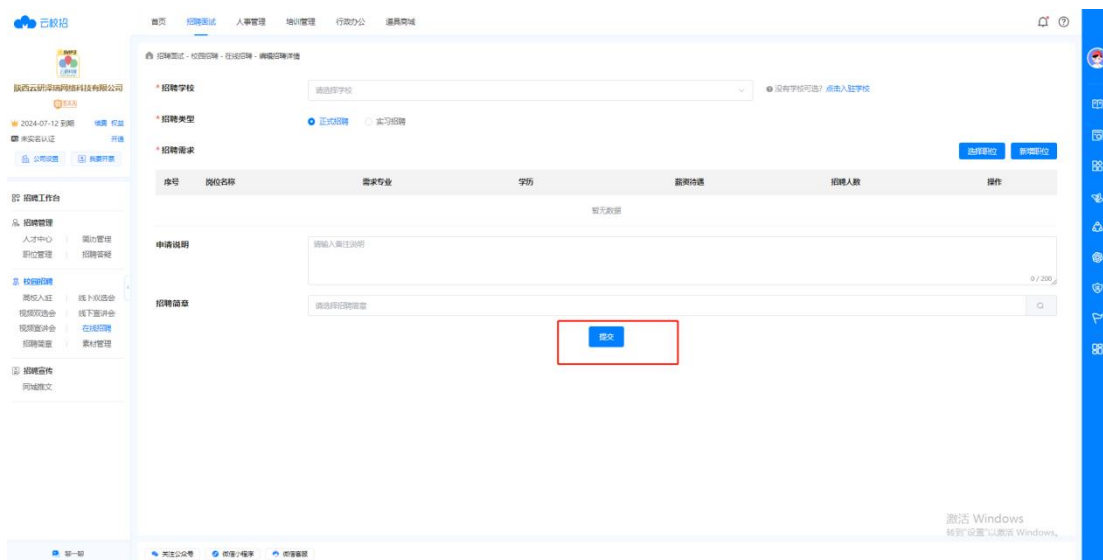 云校招
首页 招聘面试 人事管理 培训管理 行政办公 道具商城
招聘面试 - 校园招聘 - 在线招聘 - 编辑招聘详情
陕西云研泽瑞网络科技有限公司
2024-07-12 到期 续费 权益
未实名认证 开通
公司设置 我要开票
* 招聘学校 请选择学校 没有学校可选? 点击入驻学校
* 招聘类型 正式招聘 实习招聘
* 招聘需求 选择职位 新增职位
序号 岗位名称 需求专业 学历 薪资待遇 招聘人数 操作
暂无数据
申请说明 请输入备注说明
0 / 200
招聘简章 请选择招聘简章
提交
招聘工作台
招聘管理
人才中心 简历管理
职位管理 招聘答疑
校园招聘
高校入驻 线下双选会
视频双选会 线下宣讲会
视频宣讲会 在线招聘
招聘简章 素材管理
招聘宣传
同城推文
激活 Windows
转到"设置"以激活 Windows。
聊一聊 关注公众号 微信小程序 微信客服